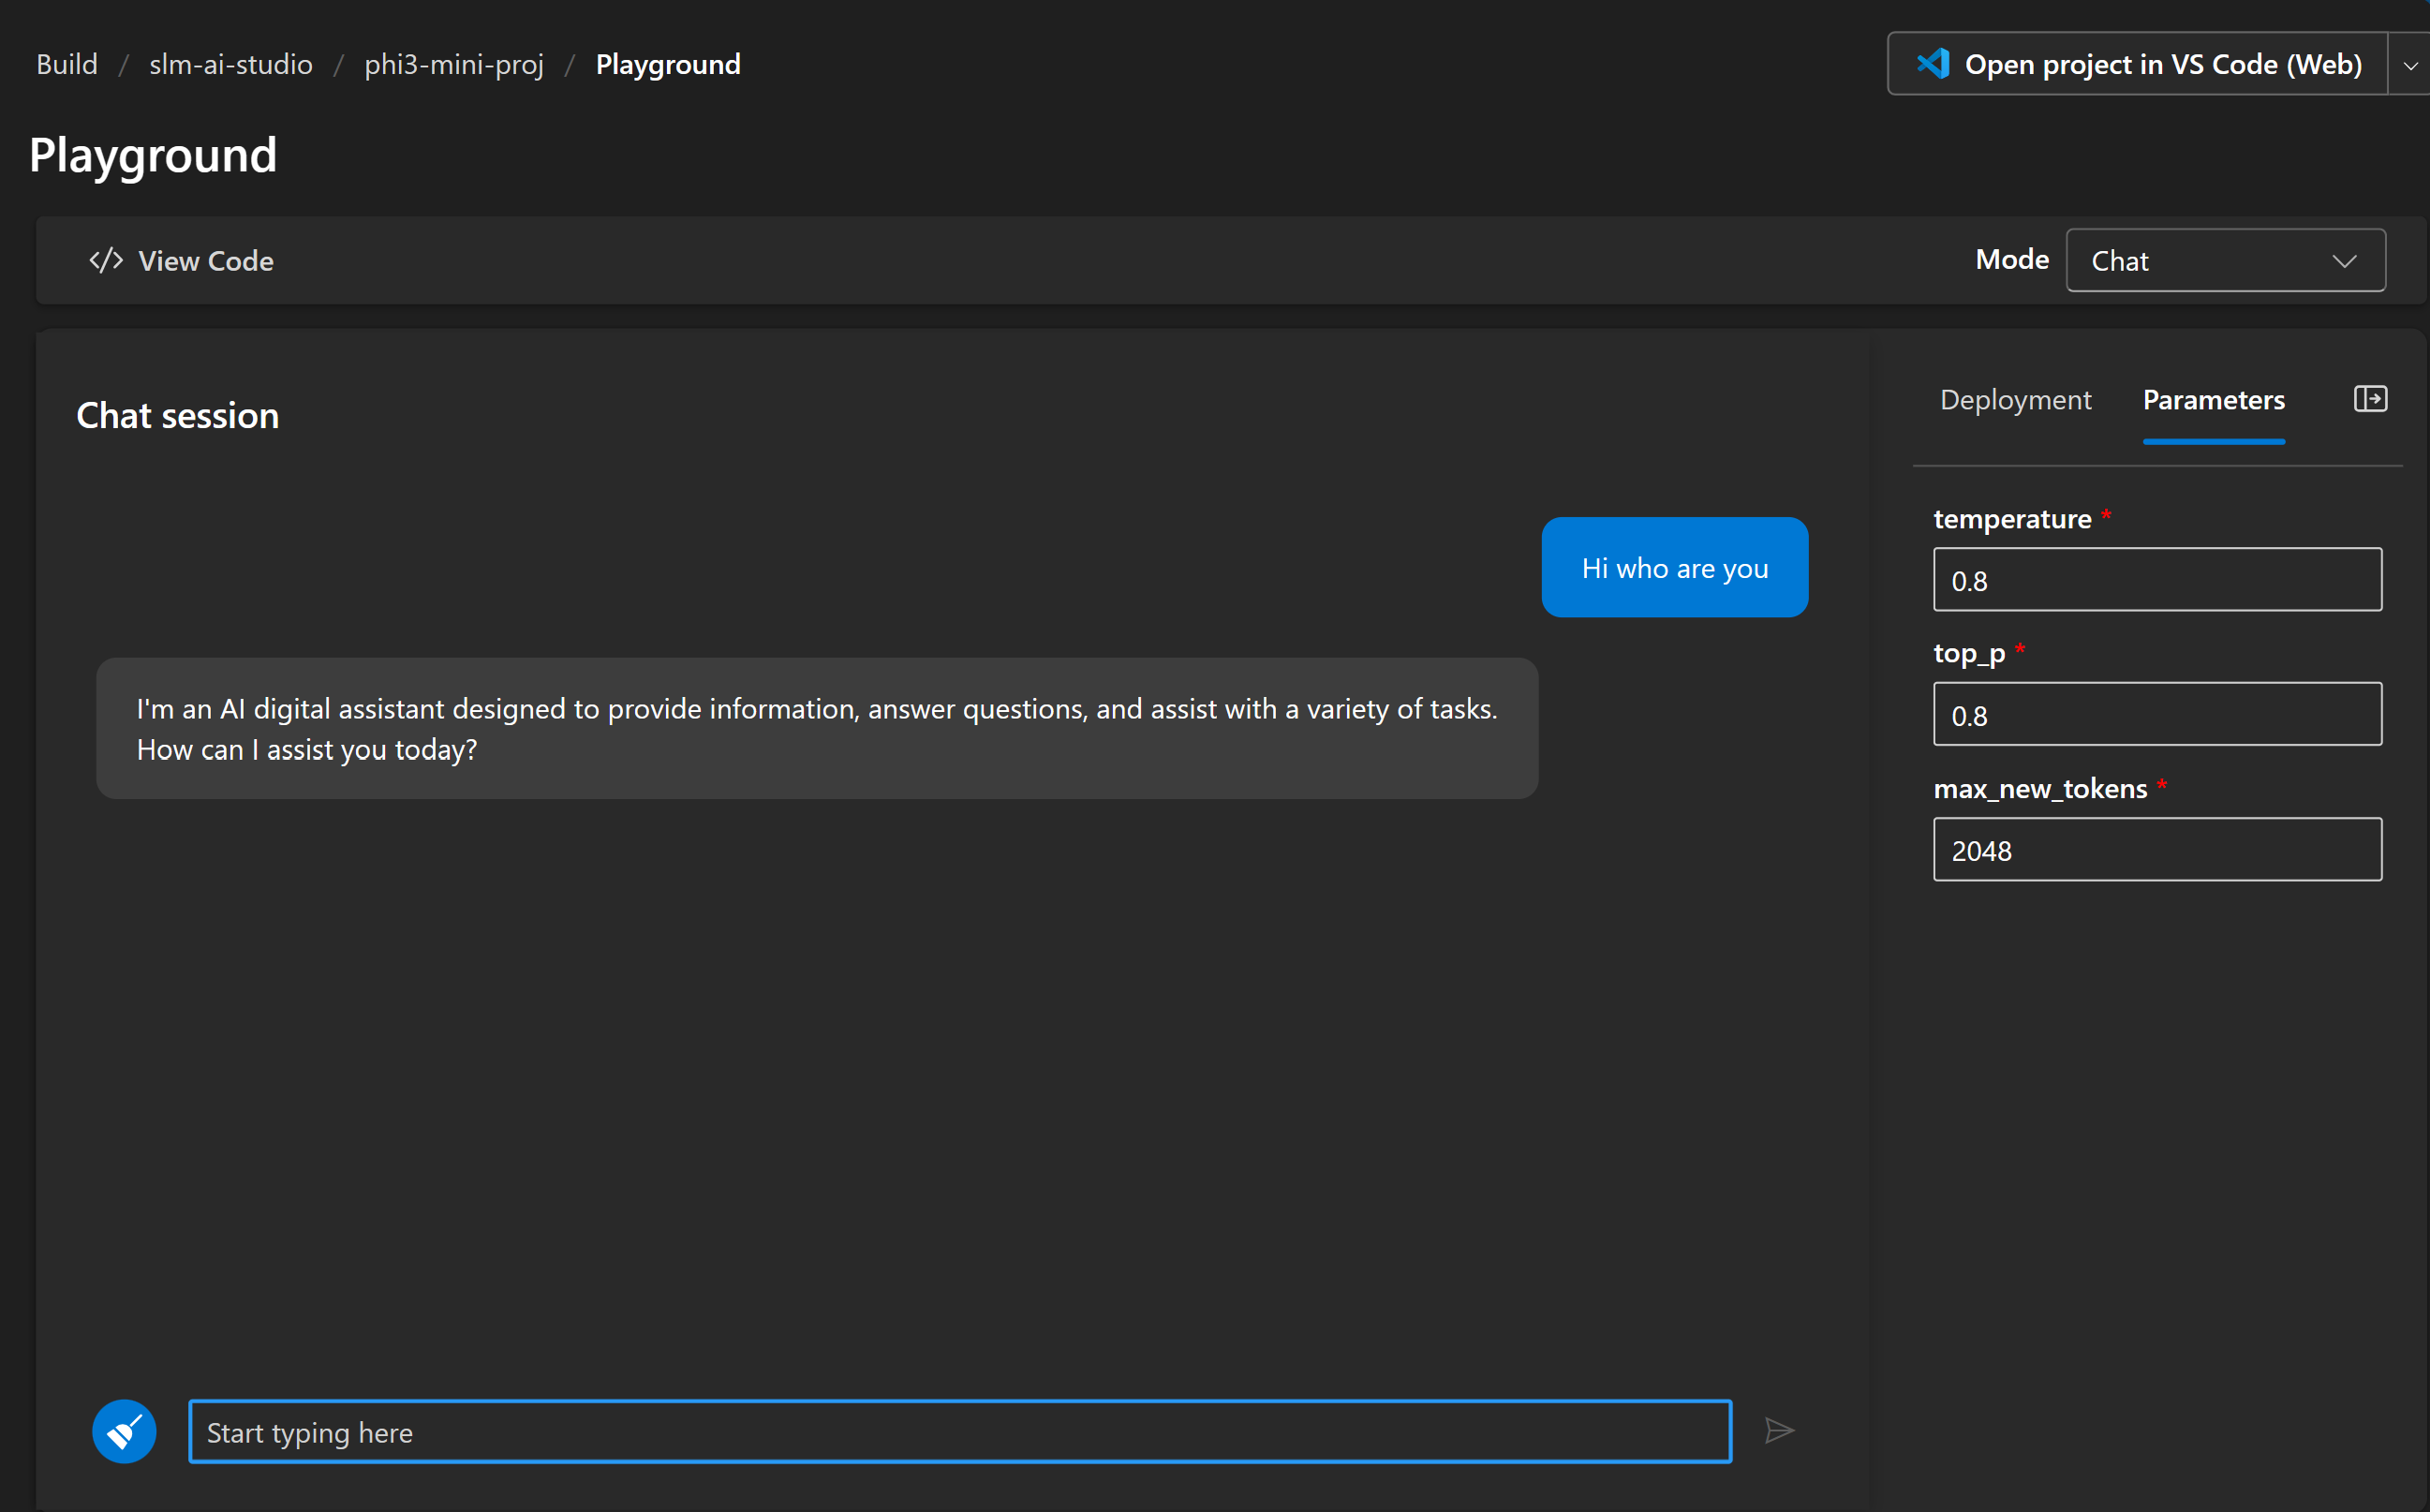 Build / slm-ai-studio / phi3-mini-proj / Playground
Open project in VS Code (Web)
Playground
</> View Code
Mode
Chat
Chat session
Hi who are you
I'm an AI digital assistant designed to provide information, answer questions, and assist with a variety of tasks.
How can I assist you today?
Start typing here
Deployment
Parameters
temperature *
0.8
top_p *
0.8
max_new_tokens *
2048